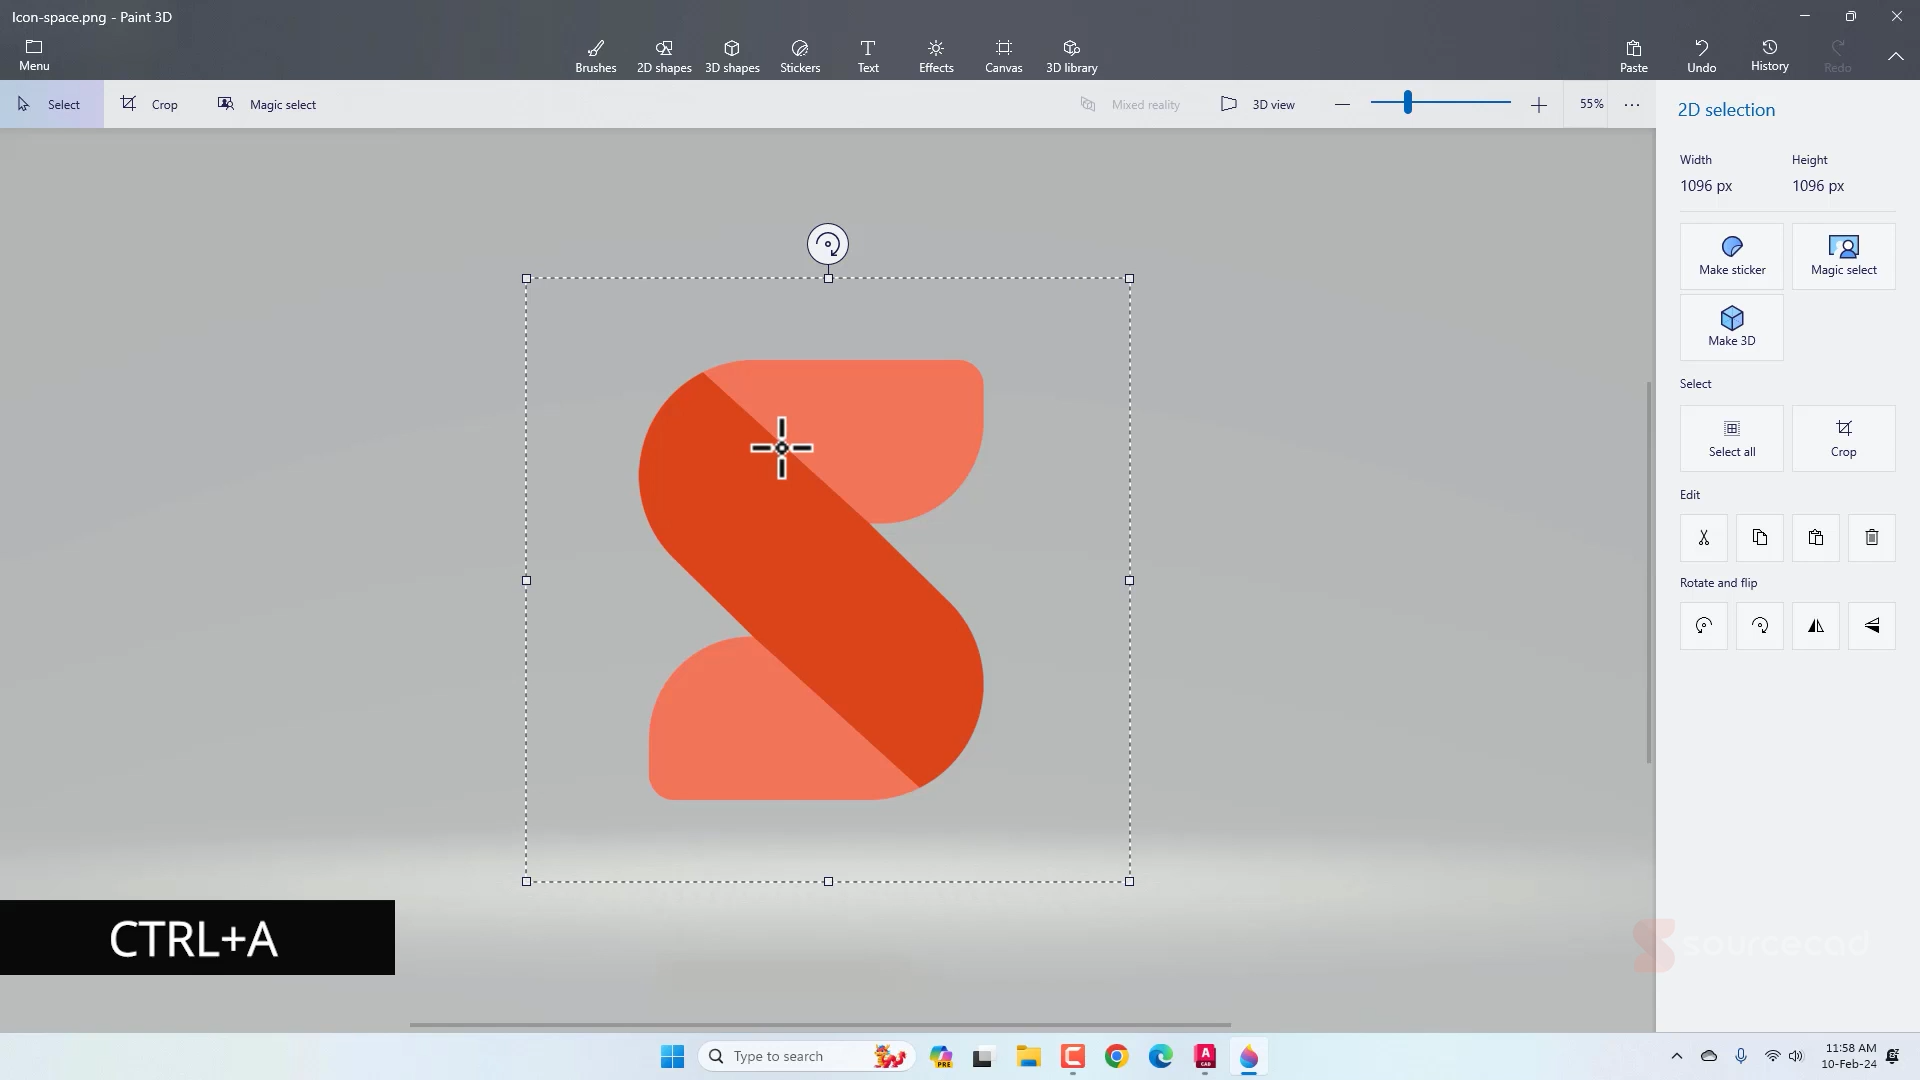 Icon-space.png - Paint 3D
Menu
Brushes
2D shapes
3D shapes
Stickers
Text
Effects
Canvas
3D library
Paste
Undo
History
Redo
Select
Crop
Magic select
Mixed reality
3D view
55%
2D selection
Width
Height
1096 px
1096 px
Make sticker
Magic select
Make 3D
Select
Select all
Crop
Edit
Rotate and flip
CTRL+A
sourcecad
Type to search
PRE
A
CAD
11:58 AM
10-Feb-24